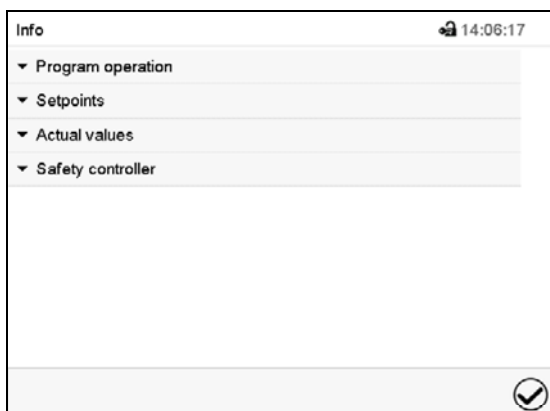 Info 14:06:17
Program operation
Setpoints
Actual values
Safety controller